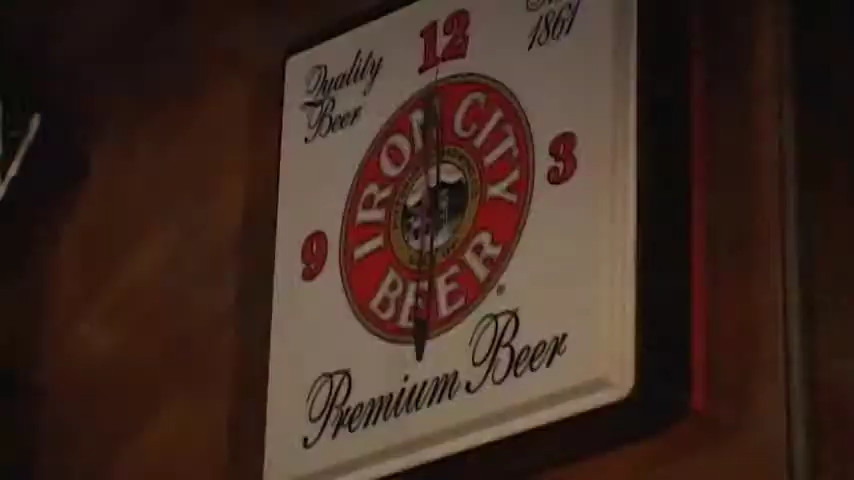 12
Quality
Beer
1861
IRON CITY
BEER
3
9
Premium Beer